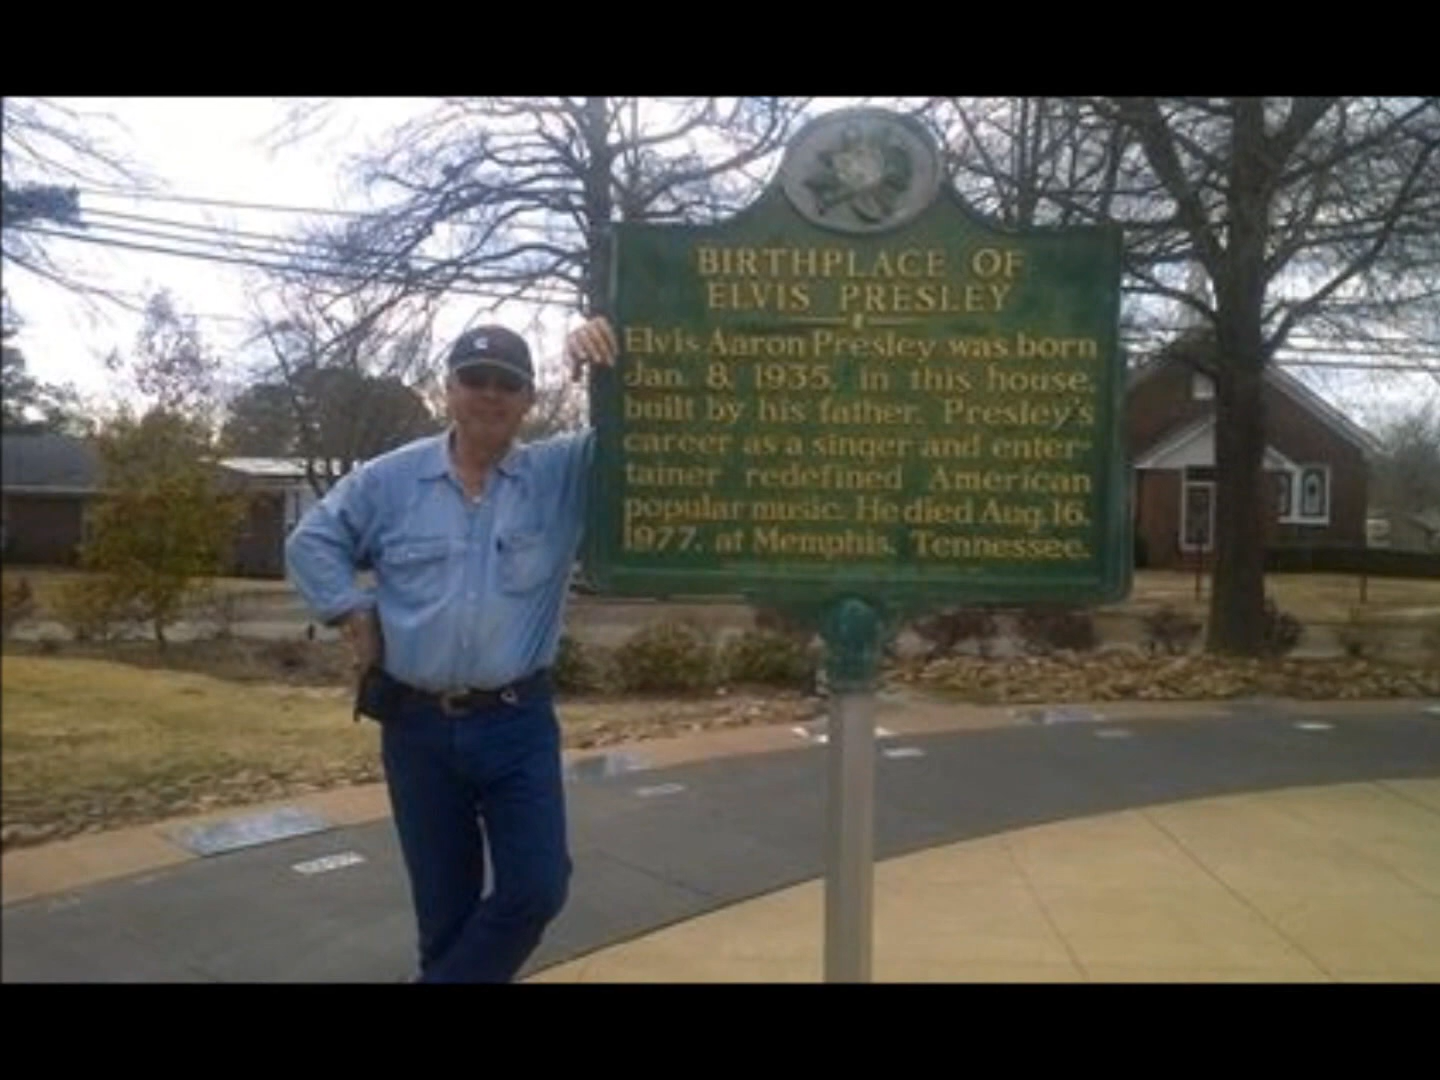 BIRTHPLACE OF
ELVIS PRESLEY
Elvis Aaron Presley was born
Jan. 8, 1935, in this house,
built by his father. Presley's
career as a singer and enter-
tainer redefined American
popular music. He died Aug. 16,
1977, at Memphis, Tennessee.